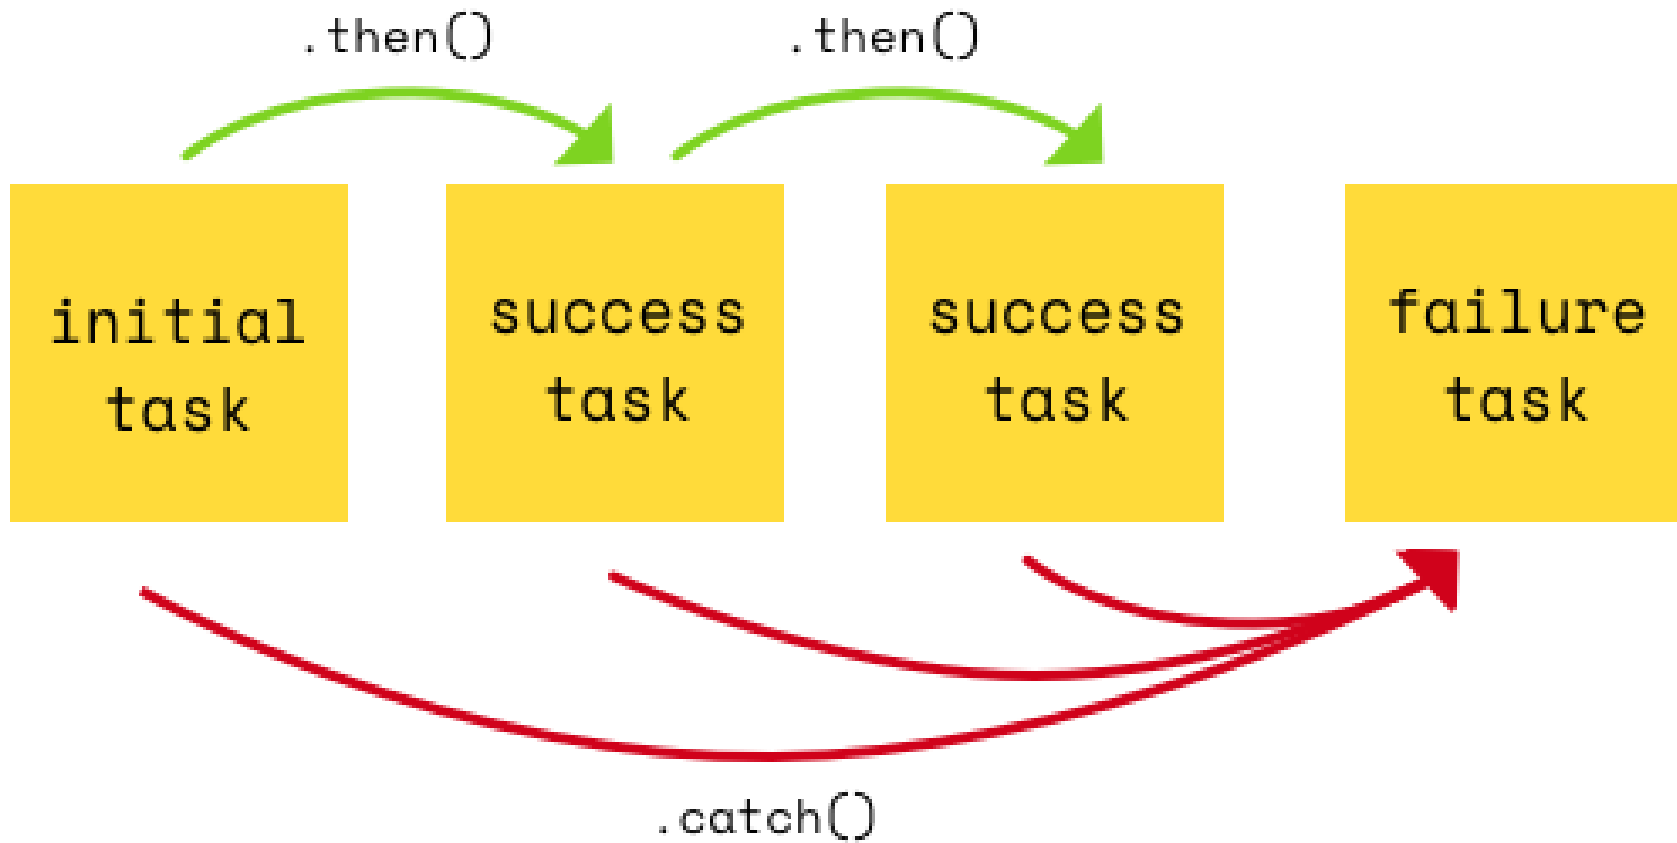 .then()
.then()
initial
task
success
task
success
task
failure
task
.catch()